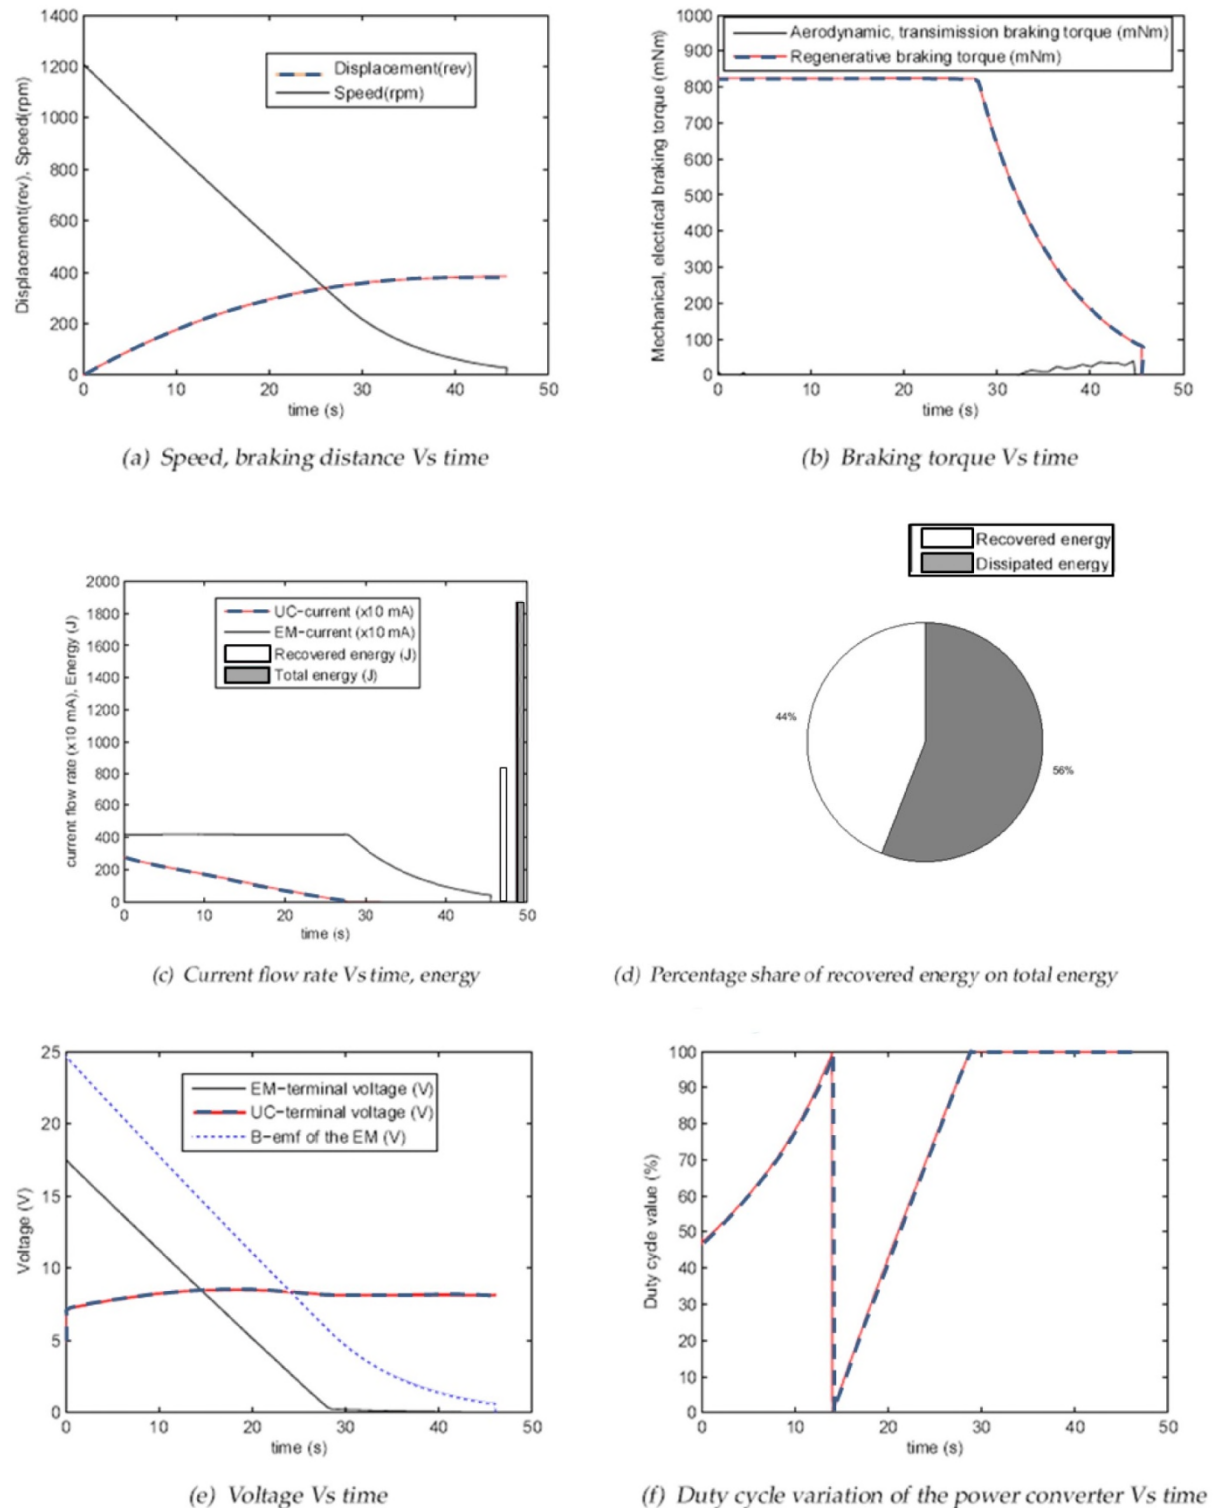 1400
1200
1000
800
600
400
200
0
Displacement(rev), Speed(rpm)
Displacement(rev)
Speed(rpm)
0 10 20 30 40 50
time (s)
(a) Speed, braking distance Vs time
1000
900
800
700
600
500
400
300
200
100
0
Mechanical, electrical braking torque (mNm)
Aerodynamic, transimission braking torque (mNm)
Regenerative braking torque (mNm)
0 10 20 30 40 50
time (s)
(b) Braking torque Vs time
2000
1800
1600
1400
1200
1000
800
600
400
200
0
current flow rate (x10 mA), Energy (J)
UC-current (x10 mA)
EM-current (x10 mA)
Recovered energy (J)
Total energy (J)
0 10 20 30 40 50
time (s)
(c) Current flow rate Vs time, energy
Recovered energy
Dissipated energy
44%
56%
(d) Percentage share of recovered energy on total energy
25
20
15
10
5
0
Voltage (V)
EM-terminal voltage (V)
UC-terminal voltage (V)
B-emf of the EM (V)
0 10 20 30 40 50
time (s)
(e) Voltage Vs time
100
90
80
70
60
50
40
30
20
10
0
Duty cycle value (%)
0 10 20 30 40 50
time (s)
(f) Duty cycle variation of the power converter Vs time